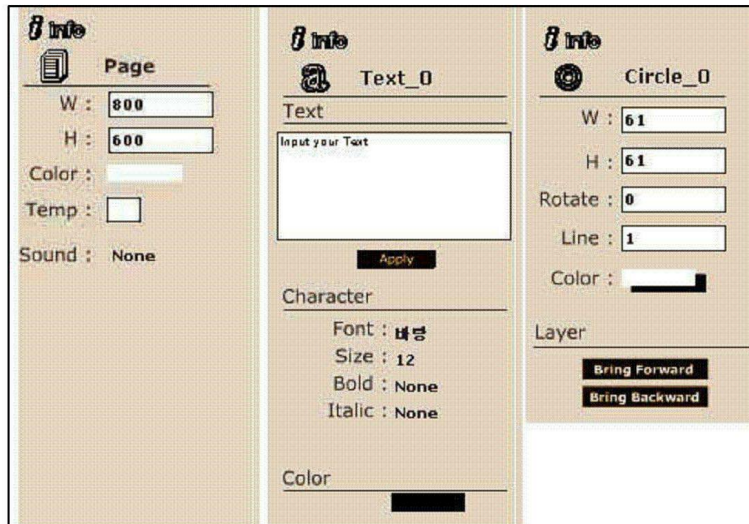 info
Page
W : 800
H : 600
Color :
Temp :
Sound : None
info
a Text_0
Text
Input your Text
Apply
Character
Font : 바탕
Size : 12
Bold : None
Italic : None
Color
info
Circle_0
W : 61
H : 61
Rotate : 0
Line : 1
Color :
Layer
Bring Forward
Bring Backward